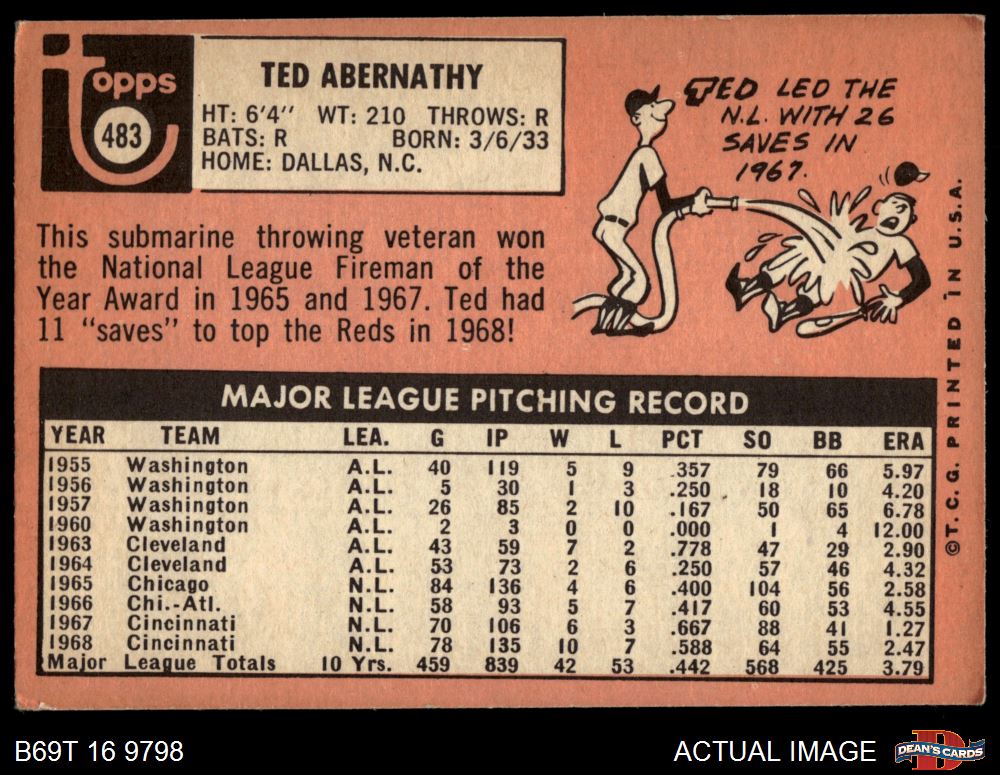 Topps
483
TED ABERNATHY
HT: 6'4" WT: 210 THROWS: R
BATS: R BORN: 3/6/33
HOME: DALLAS, N.C.
TED LED THE
N.L. WITH 26
SAVES IN
1967.
This submarine throwing veteran won
the National League Fireman of the
Year Award in 1965 and 1967. Ted had
11 "saves" to top the Reds in 1968!
MAJOR LEAGUE PITCHING RECORD
YEAR TEAM LEA. G IP W L PCT SO BB ERA
1955 Washington A.L. 40 119 5 9 .357 79 66 5.97
1956 Washington A.L. 5 30 1 3 .250 18 10 4.20
1957 Washington A.L. 26 85 2 10 .167 50 65 6.78
1960 Washington A.L. 2 3 0 0 .000 1 4 12.00
1963 Cleveland A.L. 43 59 7 2 .778 47 29 2.90
1964 Cleveland A.L. 53 73 2 6 .250 57 46 4.32
1965 Chicago N.L. 84 136 4 6 .400 104 56 2.58
1966 Chi.-Atl. N.L. 58 93 5 7 .417 60 53 4.55
1967 Cincinnati N.L. 70 106 6 3 .667 88 41 1.27
1968 Cincinnati N.L. 78 135 10 7 .588 64 55 2.47
Major League Totals 10 Yrs. 459 839 42 53 .442 568 425 3.79
©T.C.G. PRINTED IN U.S.A.
B69T 16 9798
ACTUAL IMAGE
D
DEAN'S CARDS